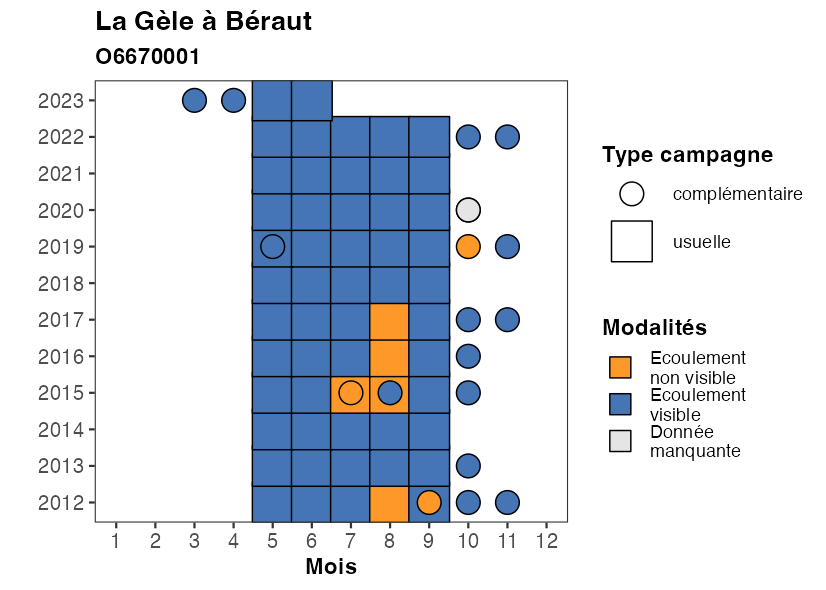 La Gèle à Béraut
O6670001
2023
2022
2021
2020
2019
2018
2017
2016
2015
2014
2013
2012
1 2 3 4 5 6 7 8 9 10 11 12
Mois
Type campagne
complémentaire
usuelle
Modalités
Ecoulement
non visible
Ecoulement
visible
Donnée
manquante